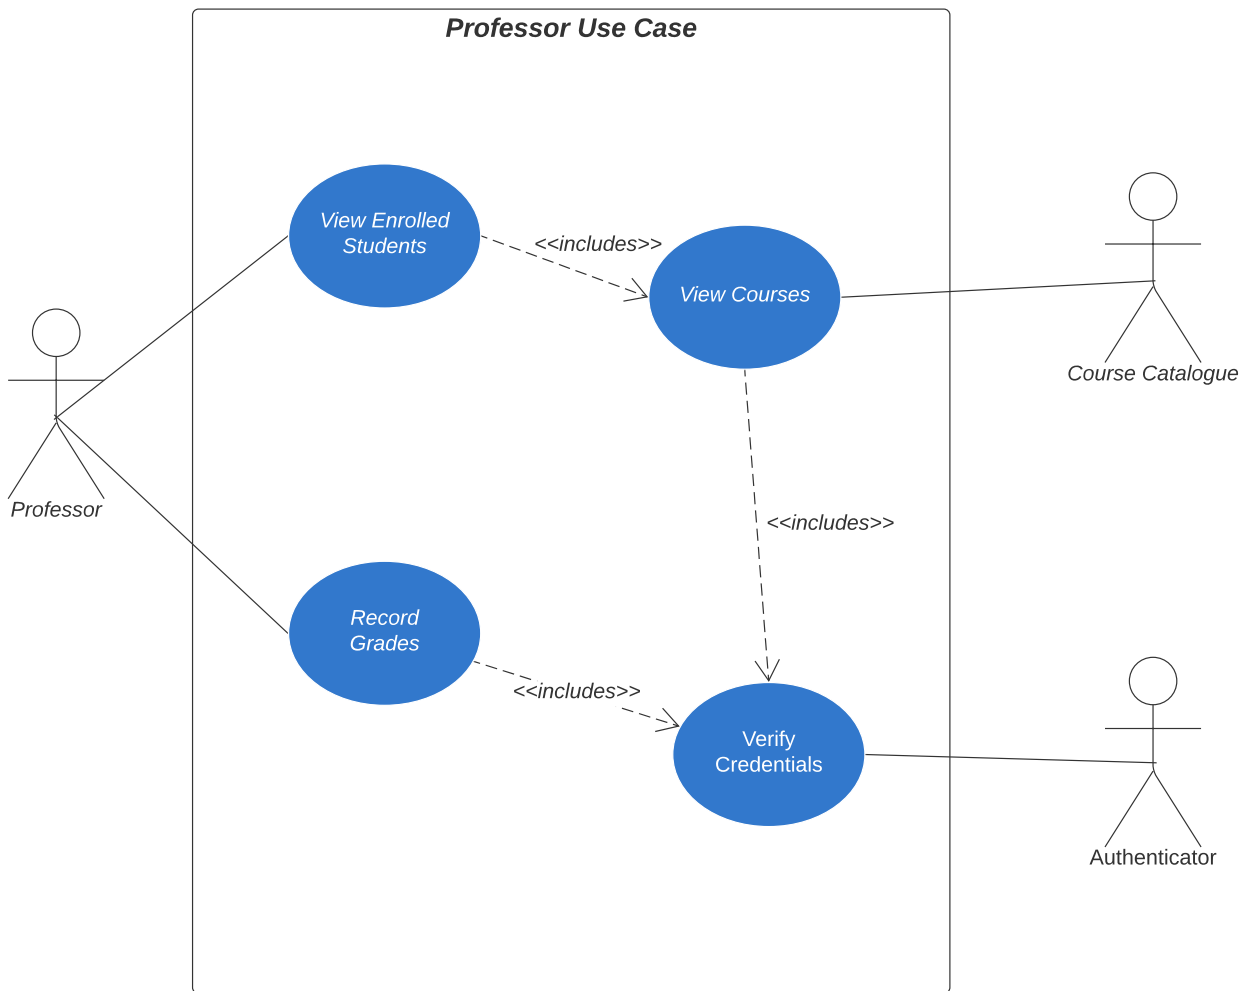 Professor Use Case
View Enrolled
Students
<<includes>>
View Courses
Course Catalogue
Professor
<<includes>>
Record
Grades
<<includes>>
Verify
Credentials
Authenticator